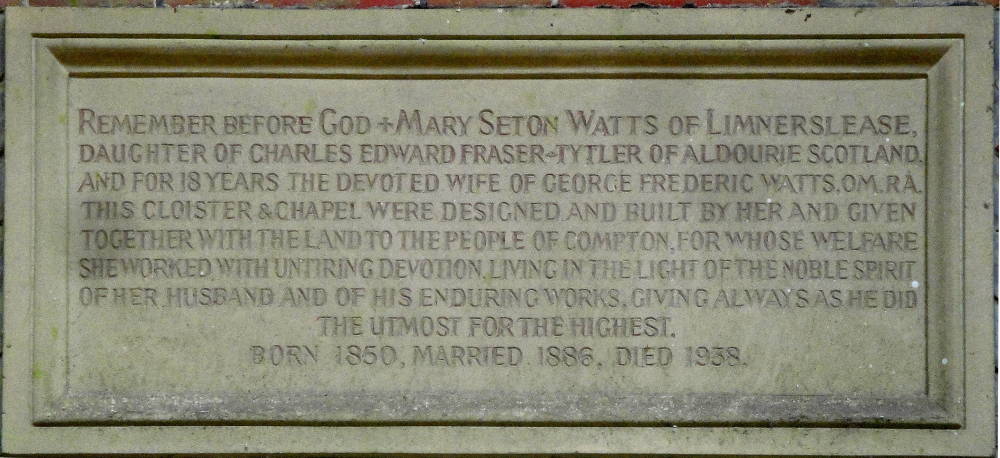 REMEMBER BEFORE GOD + MARY SETON WATTS OF LIMNERSLEASE,
DAUGHTER OF CHARLES EDWARD FRASER-TYTLER OF ALDOURIE SCOTLAND.
AND FOR 18 YEARS THE DEVOTED WIFE OF GEORGE FREDERIC WATTS.OM.RA.
THIS CLOISTER & CHAPEL WERE DESIGNED AND BUILT BY HER AND GIVEN
TOGETHER WITH THE LAND TO THE PEOPLE OF COMPTON, FOR WHOSE WELFARE
SHE WORKED WITH UNTIRING DEVOTION. LIVING IN THE LIGHT OF THE NOBLE SPIRIT
OF HER HUSBAND AND OF HIS ENDURING WORKS. GIVING ALWAYS AS HE DID
THE UTMOST FOR THE HIGHEST.
BORN 1850, MARRIED 1886. DIED 1938.